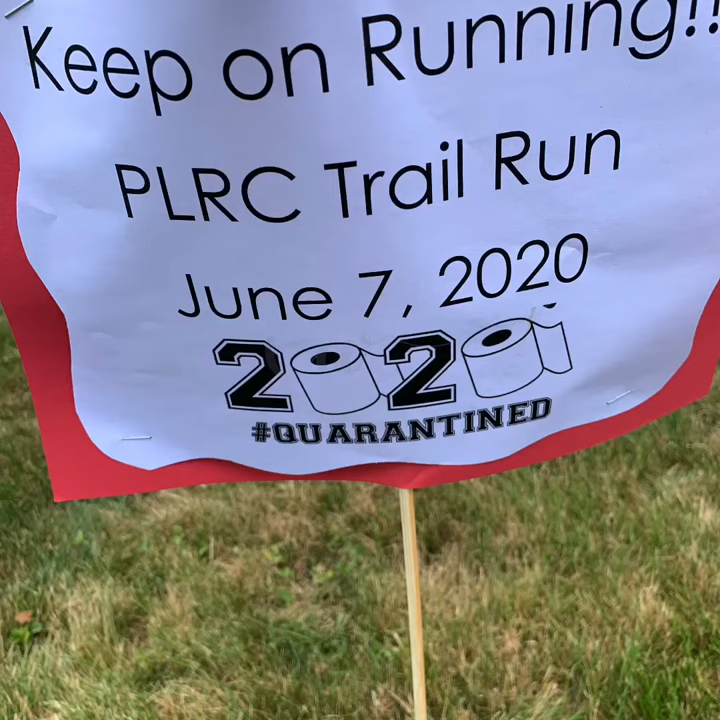 Keep on Running!!
PLRC Trail Run
June 7, 2020
2020
#QUARANTINED